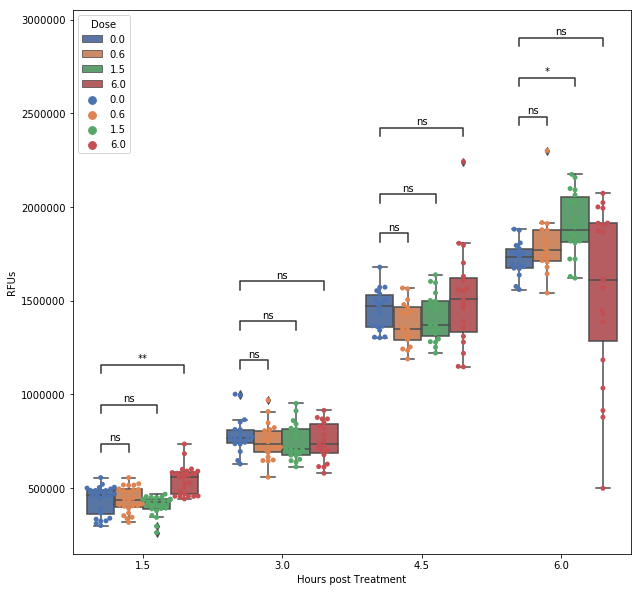 Dose
0.0
0.6
1.5
6.0
0.0
0.6
1.5
6.0
3000000
2500000
2000000
1500000
1000000
500000
RFUs
ns
ns
**
ns
ns
ns
ns
ns
ns
ns
*
ns
1.5
3.0
4.5
6.0
Hours post Treatment